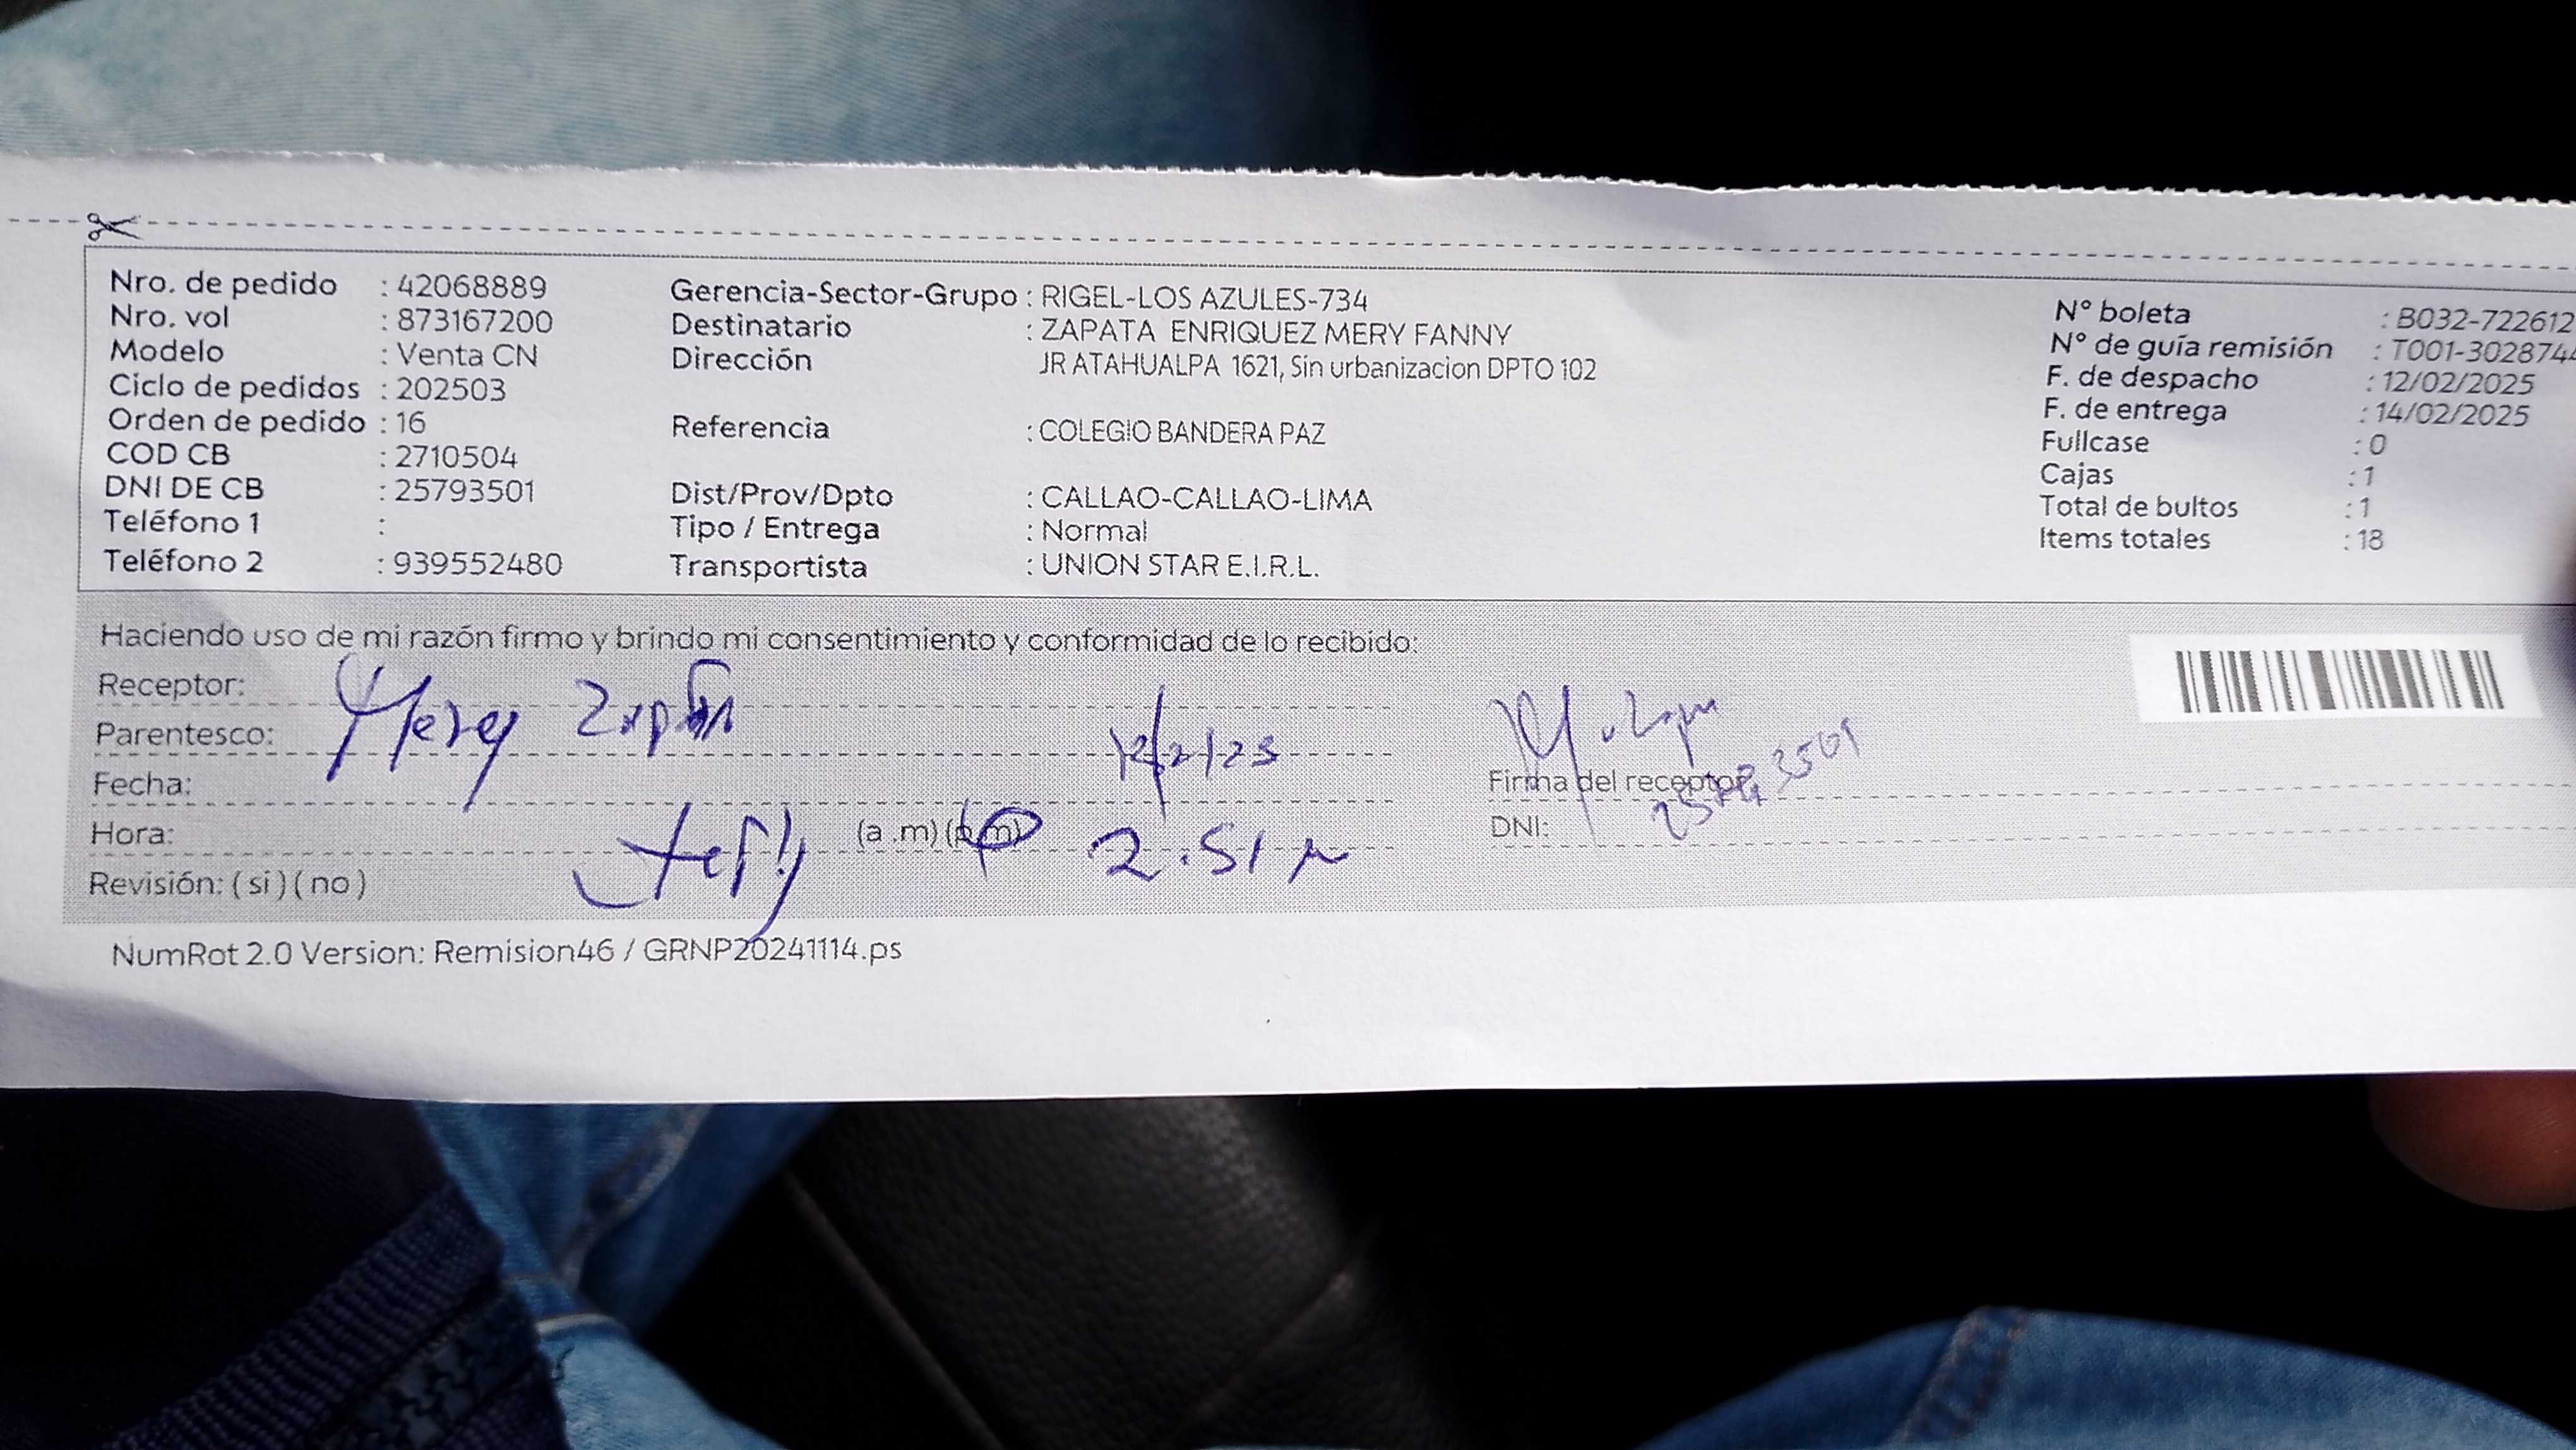 Nro. de pedido : 42068889
Nro. vol : 873167200
Modelo : Venta CN
Ciclo de pedidos : 202503
Orden de pedido : 16
COD CB : 2710504
DNI DE CB : 25793501
Teléfono 1 :
Teléfono 2 : 939552480
Gerencia-Sector-Grupo : RIGEL-LOS AZULES-734
Destinatario : ZAPATA ENRIQUEZ MERY FANNY
Dirección JR ATAHUALPA 1621, Sin urbanizacion DPTO 102
Referencia : COLEGIO BANDERA PAZ
Dist/Prov/Dpto : CALLAO-CALLAO-LIMA
Tipo / Entrega : Normal
Transportista : UNION STAR E.I.R.L.
N° boleta : B032-722612
N° de guía remisión : T001-3028744
F. de despacho : 12/02/2025
F. de entrega : 14/02/2025
Fullcase : 0
Cajas : 1
Total de bultos : 1
Items totales : 18
Haciendo uso de mi razón firmo y brindo mi consentimiento y conformidad de lo recibido:
Receptor: Mery
Parentesco:
Fecha:
Hora: (a .m) (p.m) 2.51
Revisión: ( si ) ( no )
Firma del receptor
DNI:
NumRot 2.0 Version: Remision46 / GRNP20241114.ps